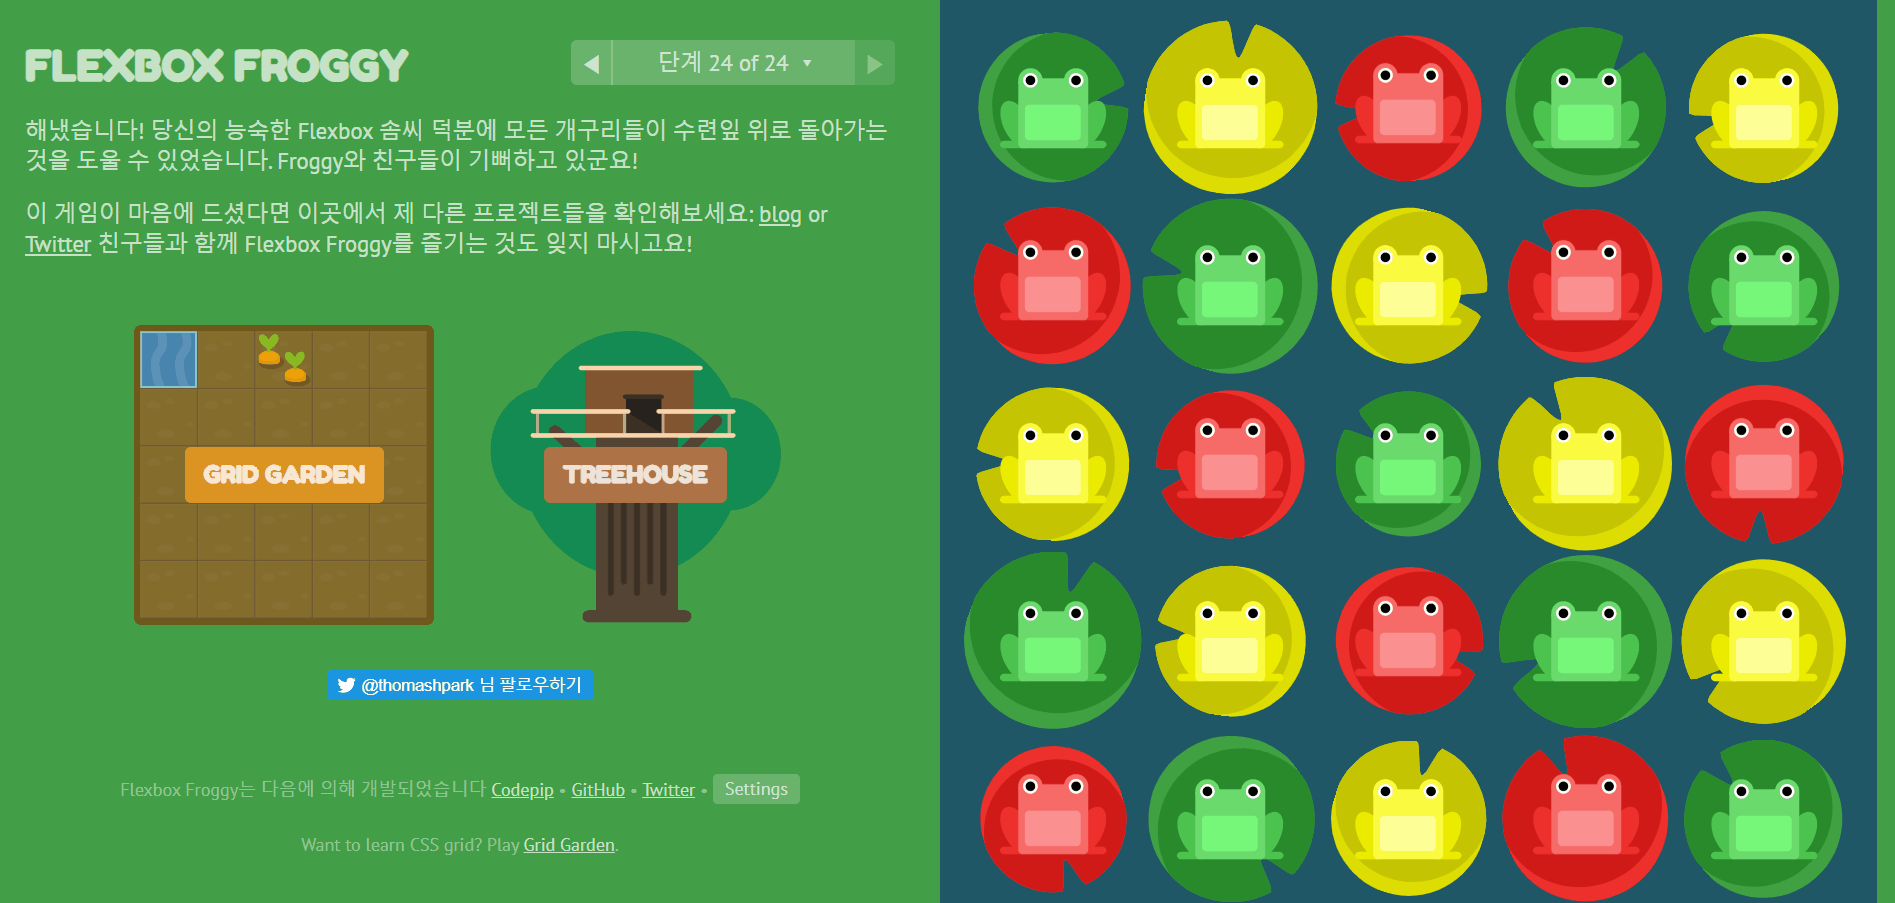 FLEXBOX FROGGY
◀ 단계 24 of 24 ▼ ▶
해냈습니다! 당신의 능숙한 Flexbox 솜씨 덕분에 모든 개구리들이 수련잎 위로 돌아가는
것을 도울 수 있었습니다. Froggy와 친구들이 기뻐하고 있군요!
이 게임이 마음에 드셨다면 이곳에서 제 다른 프로젝트들을 확인해보세요: blog or
Twitter 친구들과 함께 Flexbox Froggy를 즐기는 것도 잊지 마시고요!
GRID GARDEN
TREEHOUSE
@thomashpark 님 팔로우하기
Flexbox Froggy는 다음에 의해 개발되었습니다 Codepip • GitHub • Twitter • Settings
Want to learn CSS grid? Play Grid Garden.